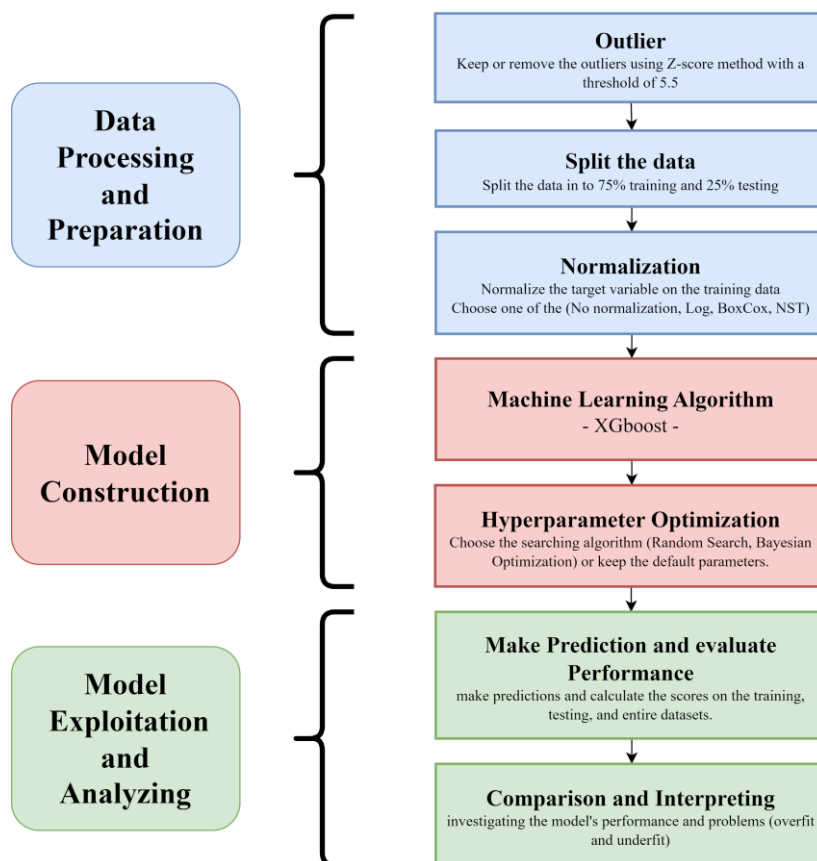 Outlier
Keep or remove the outliers using Z-score method with a
threshold of 5.5
Data
Processing
and
Preparation
Split the data
Split the data in to 75% training and 25% testing
Normalization
Normalize the target variable on the training data
Choose one of the (No normalization, Log, BoxCox, NST)
Machine Learning Algorithm
- XGboost -
Model
Construction
Hyperparameter Optimization
Choose the searching algorithm (Random Search, Bayesian
Optimization) or keep the default parameters.
Make Prediction and evaluate
Performance
make predictions and calculate the scores on the training,
testing, and entire datasets.
Model
Exploitation
and
Analyzing
Comparison and Interpreting
investigating the model's performance and problems (overfit
and underfit)